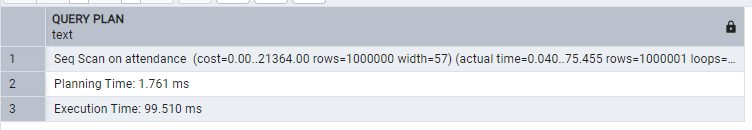 QUERY PLAN
text
1 Seq Scan on attendance (cost=0.00..21364.00 rows=1000000 width=57) (actual time=0.040..75.455 rows=1000001 loops=...
2 Planning Time: 1.761 ms
3 Execution Time: 99.510 ms